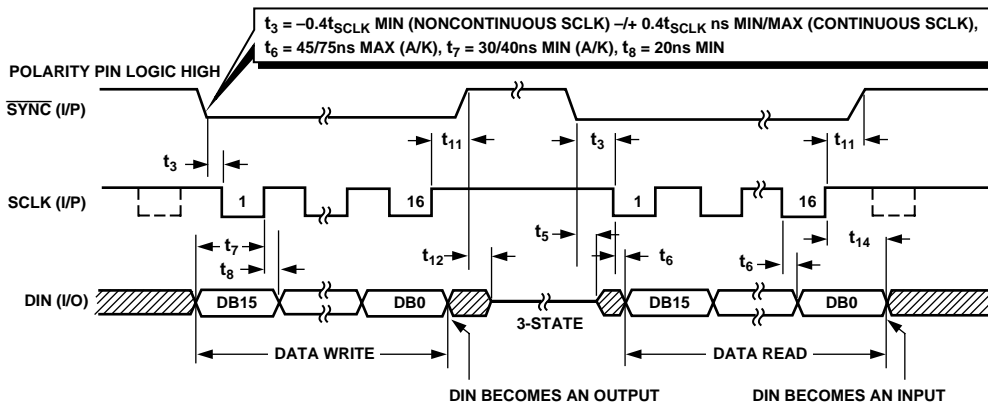 t3 = –0.4tSCLK MIN (NONCONTINUOUS SCLK) –/+ 0.4tSCLK ns MIN/MAX (CONTINUOUS SCLK),
t6 = 45/75ns MAX (A/K), t7 = 30/40ns MIN (A/K), t8 = 20ns MIN
POLARITY PIN LOGIC HIGH
SYNC (I/P)
t3
t11
t3
t11
SCLK (I/P)
1
16
1
16
t7
t8
t12
t5
t6
t6
t14
DIN (I/O)
DB15
DB0
3-STATE
DB15
DB0
DATA WRITE
DATA READ
DIN BECOMES AN OUTPUT
DIN BECOMES AN INPUT